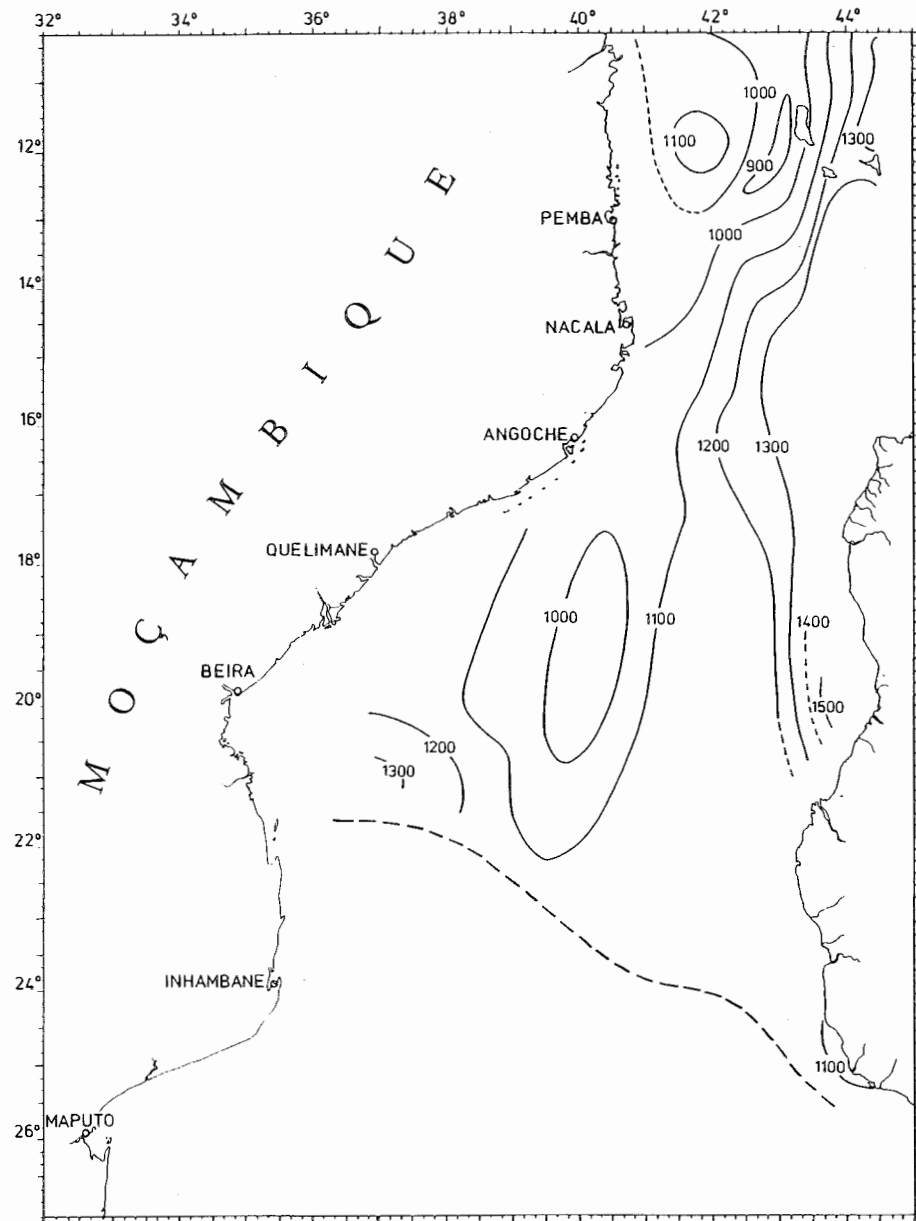 32° 34° 36° 38° 40° 42° 44°
1000
12°
1100
1300
900
PEMBA
1000
14°
NACALA
16°
ANGOCHE
1200
1300
MOÇAMBIQUE
QUELIMANE
18°
1000
1100
1400
BEIRA
20°
1500
1200
1300
22°
INHAMBANE
24°
1100
MAPUTO
26°